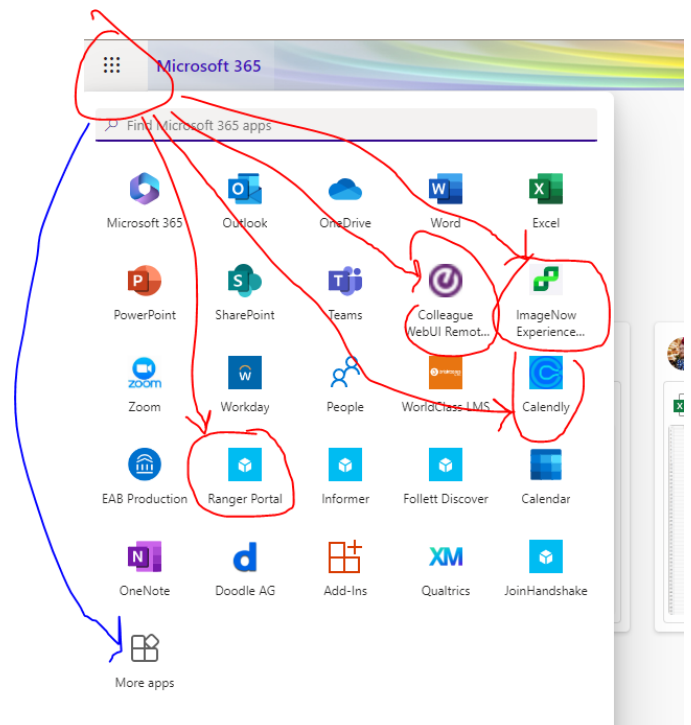 Microsoft 365
Find Microsoft 365 apps
Microsoft 365 Outlook OneDrive Word Excel
PowerPoint SharePoint Teams Colleague WebUI Remot... ImageNow Experience...
zoom
Zoom Workday People WorldClass LMS Calendly
EAB Production Ranger Portal Informer Follett Discover Calendar
XM
OneNote Doodle AG Add-Ins Qualtrics JoinHandshake
More apps